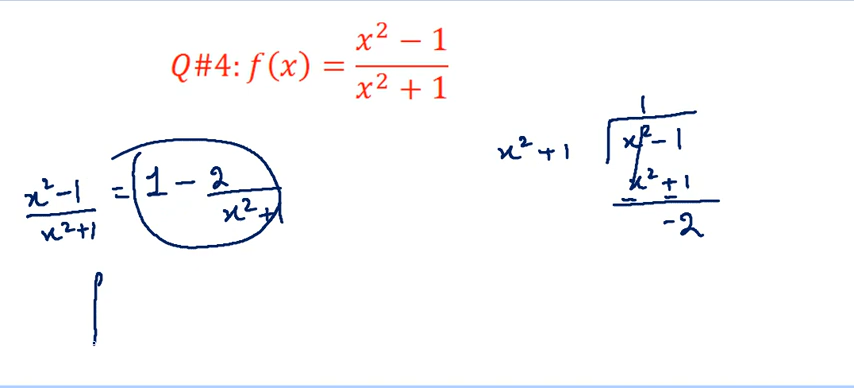 Q#4: f(x) = (x² − 1)/(x² + 1)
(x² − 1)/(x² + 1) = (1 − 2/(x² + 1)
1
x² + 1 | x² − 1
x² + 1
− −
−2